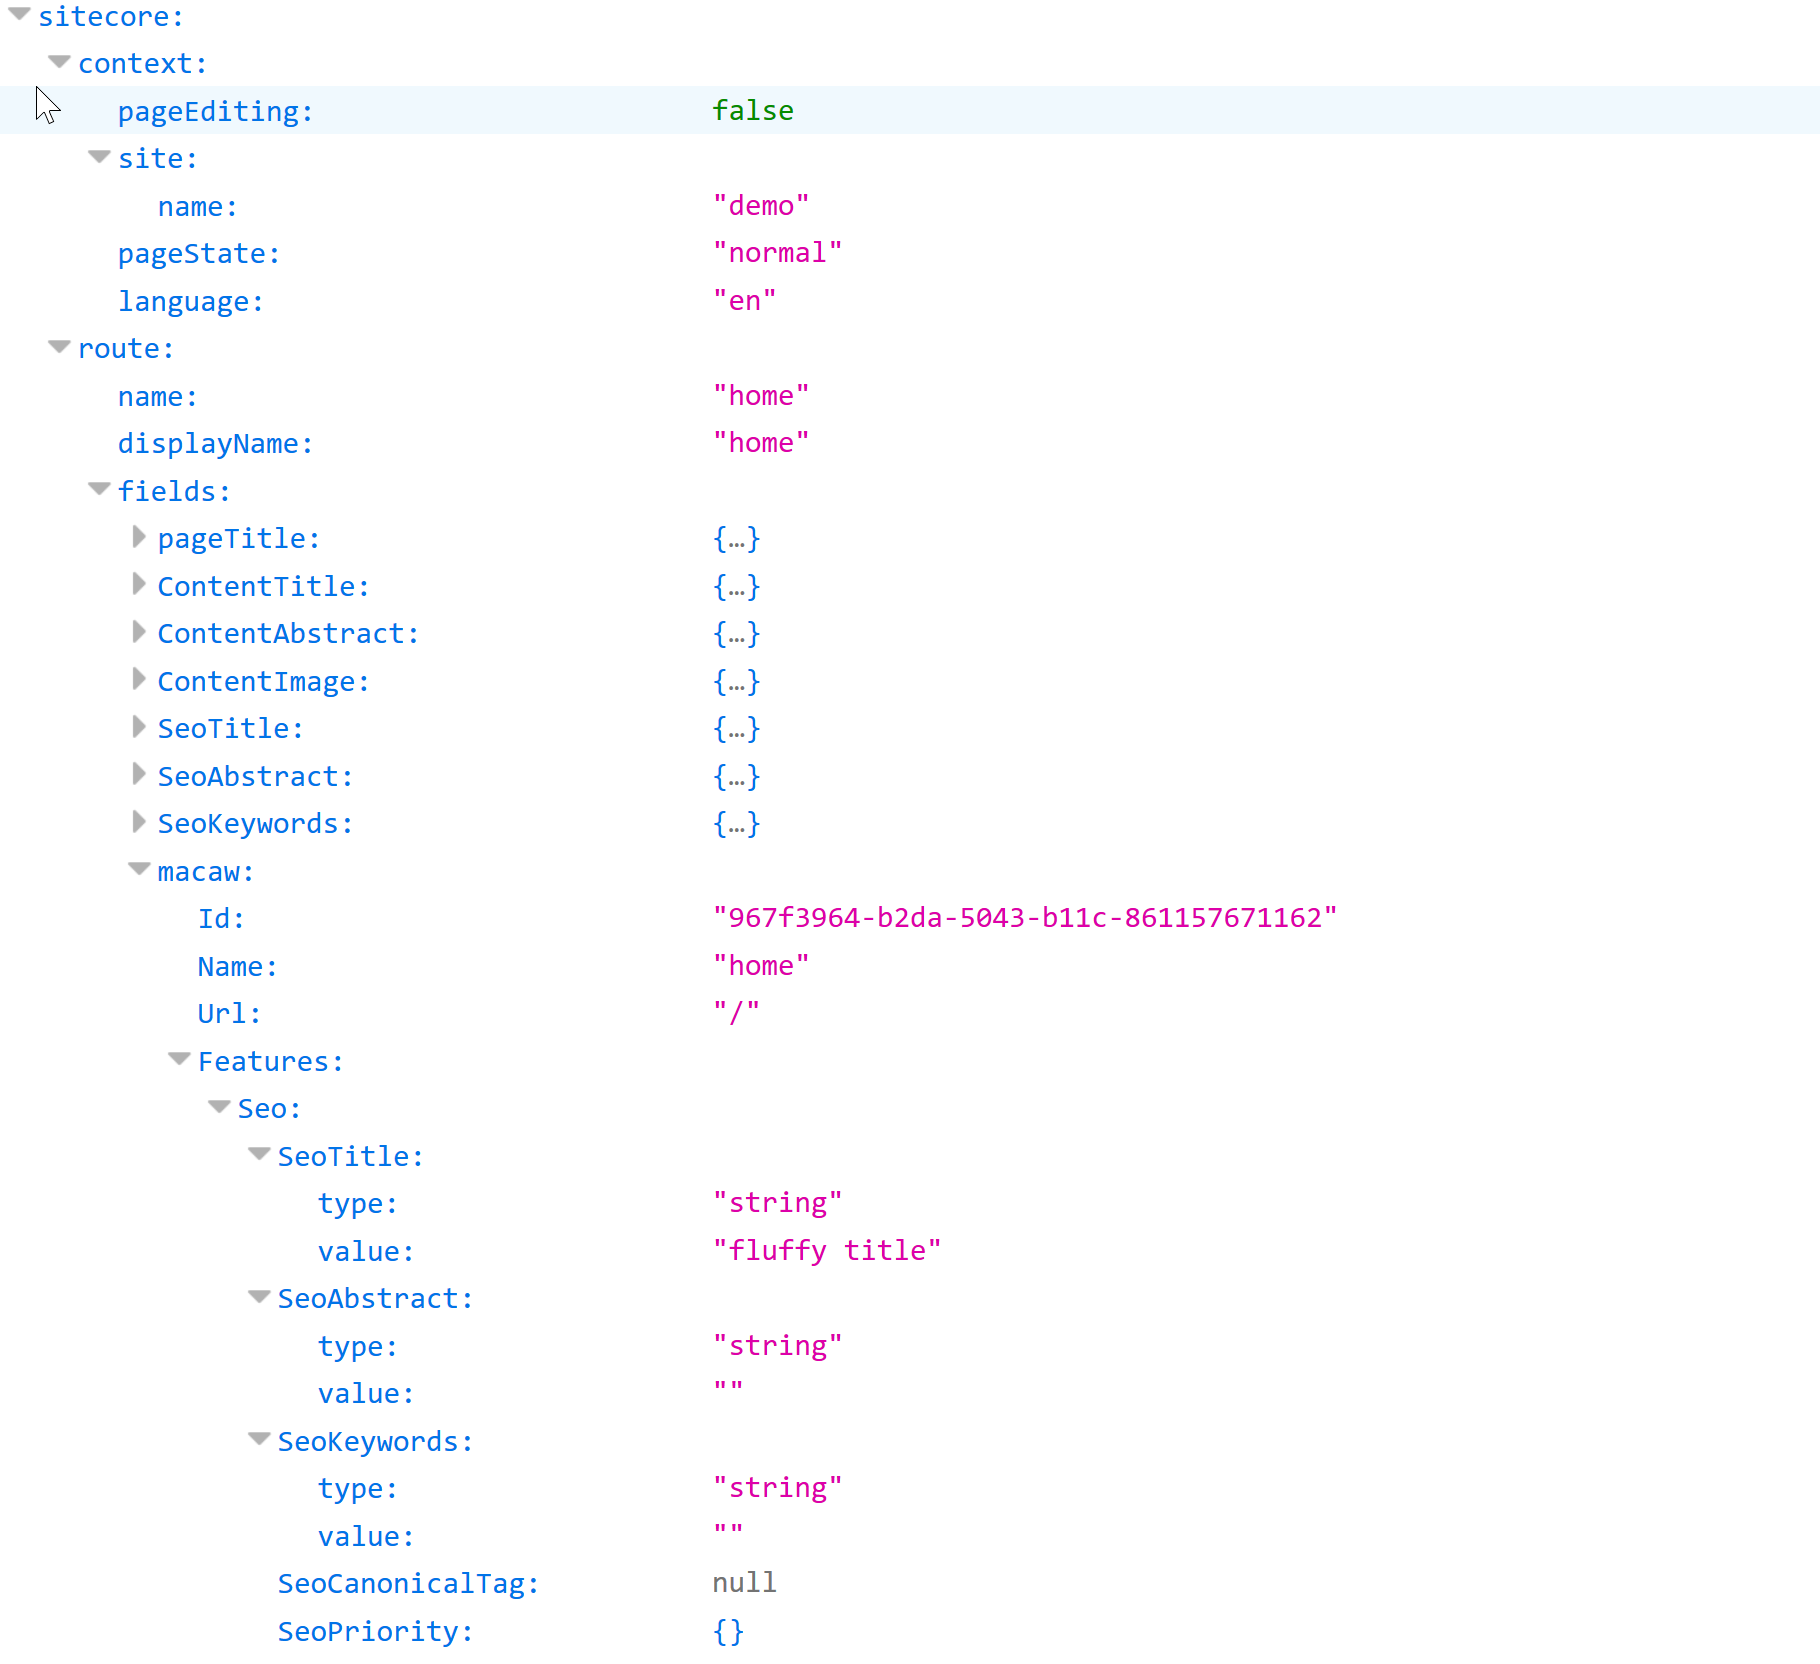 sitecore:
context:
pageEditing: false
site:
name: "demo"
pageState: "normal"
language: "en"
route:
name: "home"
displayName: "home"
fields:
pageTitle: {…}
ContentTitle: {…}
ContentAbstract: {…}
ContentImage: {…}
SeoTitle: {…}
SeoAbstract: {…}
SeoKeywords: {…}
macaw:
Id: "967f3964-b2da-5043-b11c-861157671162"
Name: "home"
Url: "/"
Features:
Seo:
SeoTitle:
type: "string"
value: "fluffy title"
SeoAbstract:
type: "string"
value: ""
SeoKeywords:
type: "string"
value: ""
SeoCanonicalTag: null
SeoPriority: {}